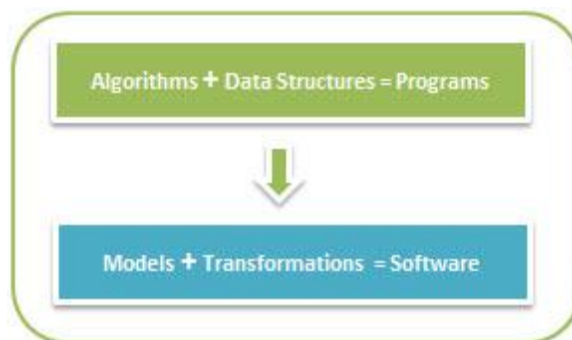 Algorithms + Data Structures = Programs
Models + Transformations = Software